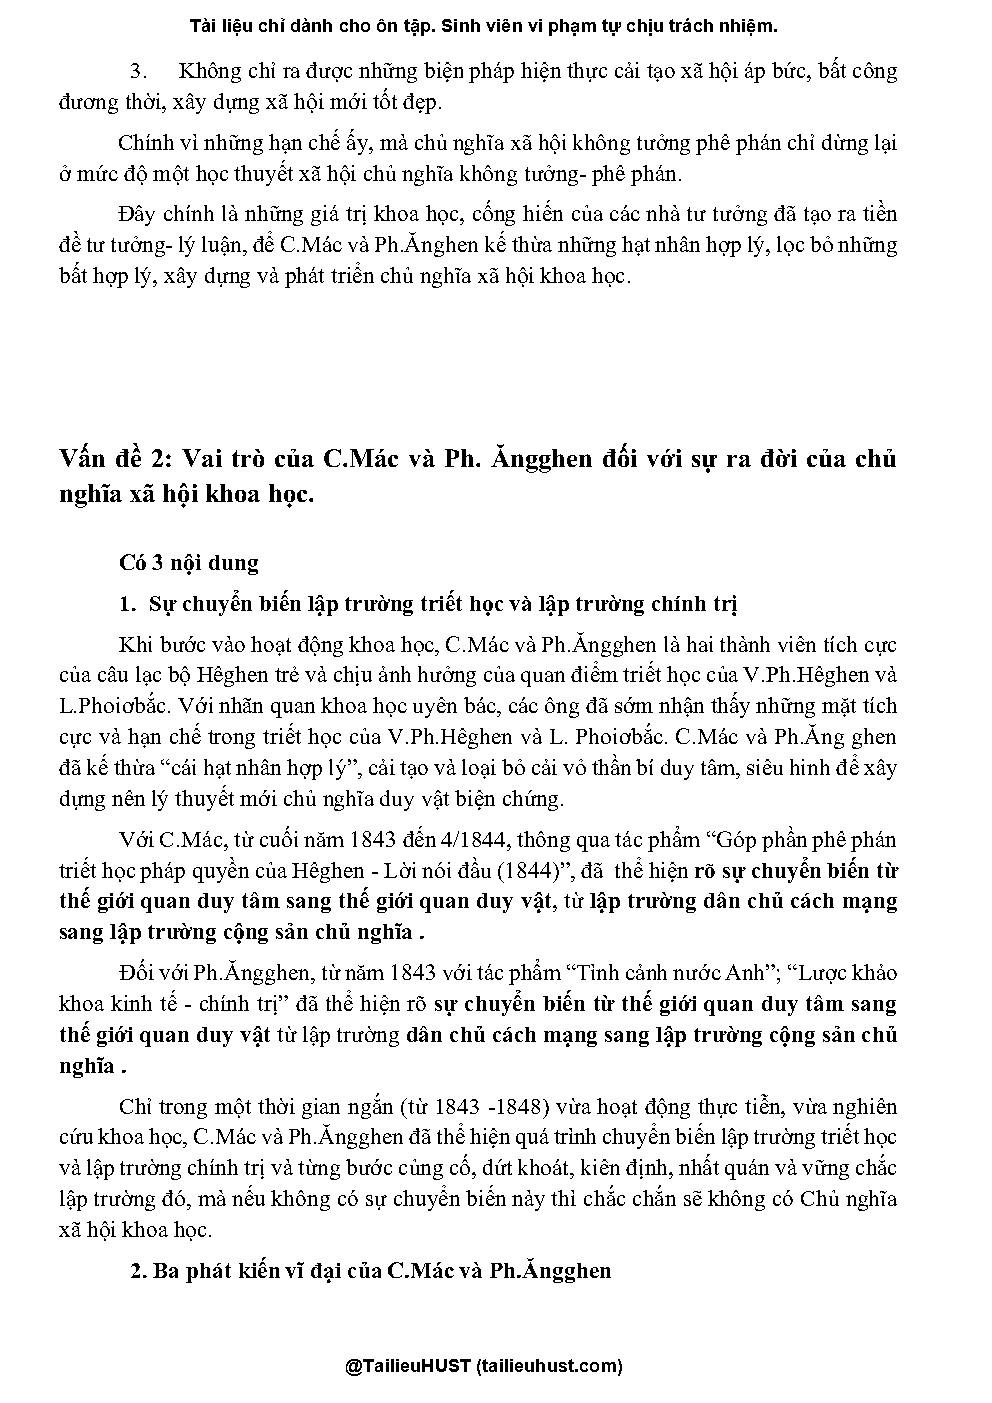 Tài liệu chỉ dành cho ôn tập. Sinh viên vi phạm tự chịu trách nhiệm.
3. Không chỉ ra được những biện pháp hiện thực cải tạo xã hội áp bức, bất công
đương thời, xây dựng xã hội mới tốt đẹp.
Chính vì những hạn chế ấy, mà chủ nghĩa xã hội không tưởng phê phán chỉ dừng lại
ở mức độ một học thuyết xã hội chủ nghĩa không tưởng- phê phán.
Đây chính là những giá trị khoa học, cống hiến của các nhà tư tưởng đã tạo ra tiền
đề tư tưởng- lý luận, để C.Mác và Ph.Ănghen kế thừa những hạt nhân hợp lý, lọc bỏ những
bất hợp lý, xây dựng và phát triển chủ nghĩa xã hội khoa học.
Vấn đề 2: Vai trò của C.Mác và Ph. Ăngghen đối với sự ra đời của chủ
nghĩa xã hội khoa học.
Có 3 nội dung
1. Sự chuyển biến lập trường triết học và lập trường chính trị
Khi bước vào hoạt động khoa học, C.Mác và Ph.Ăngghen là hai thành viên tích cực
của câu lạc bộ Hêghen trẻ và chịu ảnh hưởng của quan điểm triết học của V.Ph.Hêghen và
L.Phoiơbắc. Với nhãn quan khoa học uyên bác, các ông đã sớm nhận thấy những mặt tích
cực và hạn chế trong triết học của V.Ph.Hêghen và L. Phoiơbắc. C.Mác và Ph.Ăng ghen
đã kế thừa “cái hạt nhân hợp lý”, cải tạo và loại bỏ cải vỏ thần bí duy tâm, siêu hinh để xây
dựng nên lý thuyết mới chủ nghĩa duy vật biện chứng.
Với C.Mác, từ cuối năm 1843 đến 4/1844, thông qua tác phẩm “Góp phần phê phán
triết học pháp quyền của Hêghen - Lời nói đầu (1844)”, đã thể hiện rõ sự chuyển biến từ
thế giới quan duy tâm sang thế giới quan duy vật, từ lập trường dân chủ cách mạng
sang lập trường cộng sản chủ nghĩa .
Đối với Ph.Ăngghen, từ năm 1843 với tác phẩm “Tình cảnh nước Anh”; “Lược khảo
khoa kinh tế - chính trị” đã thể hiện rõ sự chuyển biến từ thế giới quan duy tâm sang
thế giới quan duy vật từ lập trường dân chủ cách mạng sang lập trường cộng sản chủ
nghĩa .
Chỉ trong một thời gian ngắn (từ 1843 -1848) vừa hoạt động thực tiễn, vừa nghiên
cứu khoa học, C.Mác và Ph.Ăngghen đã thể hiện quá trình chuyển biến lập trường triết học
và lập trường chính trị và từng bước củng cố, dứt khoát, kiên định, nhất quán và vững chắc
lập trường đó, mà nếu không có sự chuyển biến này thì chắc chắn sẽ không có Chủ nghĩa
xã hội khoa học.
2. Ba phát kiến vĩ đại của C.Mác và Ph.Ăngghen
@TailieuHUST (tailieuhust.com)